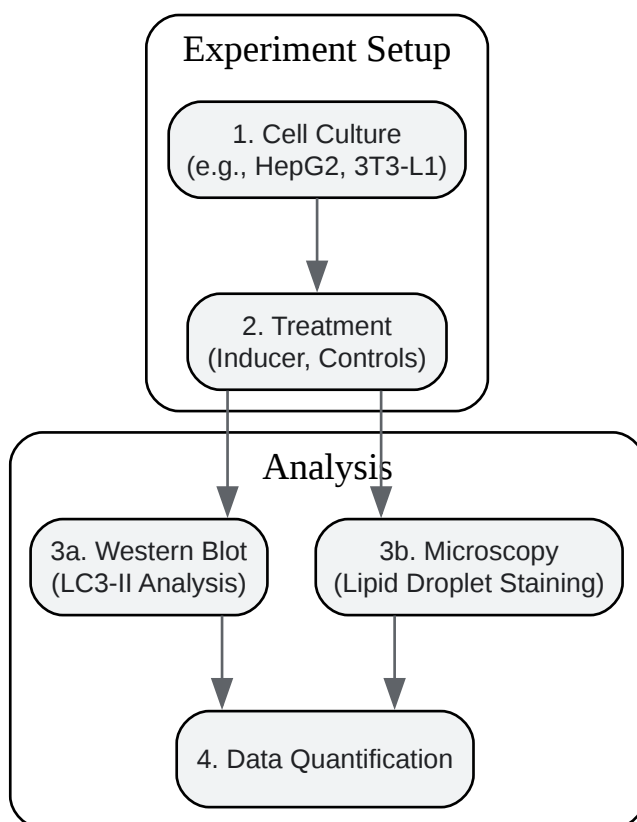 Experiment Setup
1. Cell Culture
(e.g., HepG2, 3T3-L1)
2. Treatment
(Inducer, Controls)
Analysis
3a. Western Blot
(LC3-II Analysis)
3b. Microscopy
(Lipid Droplet Staining)
4. Data Quantification